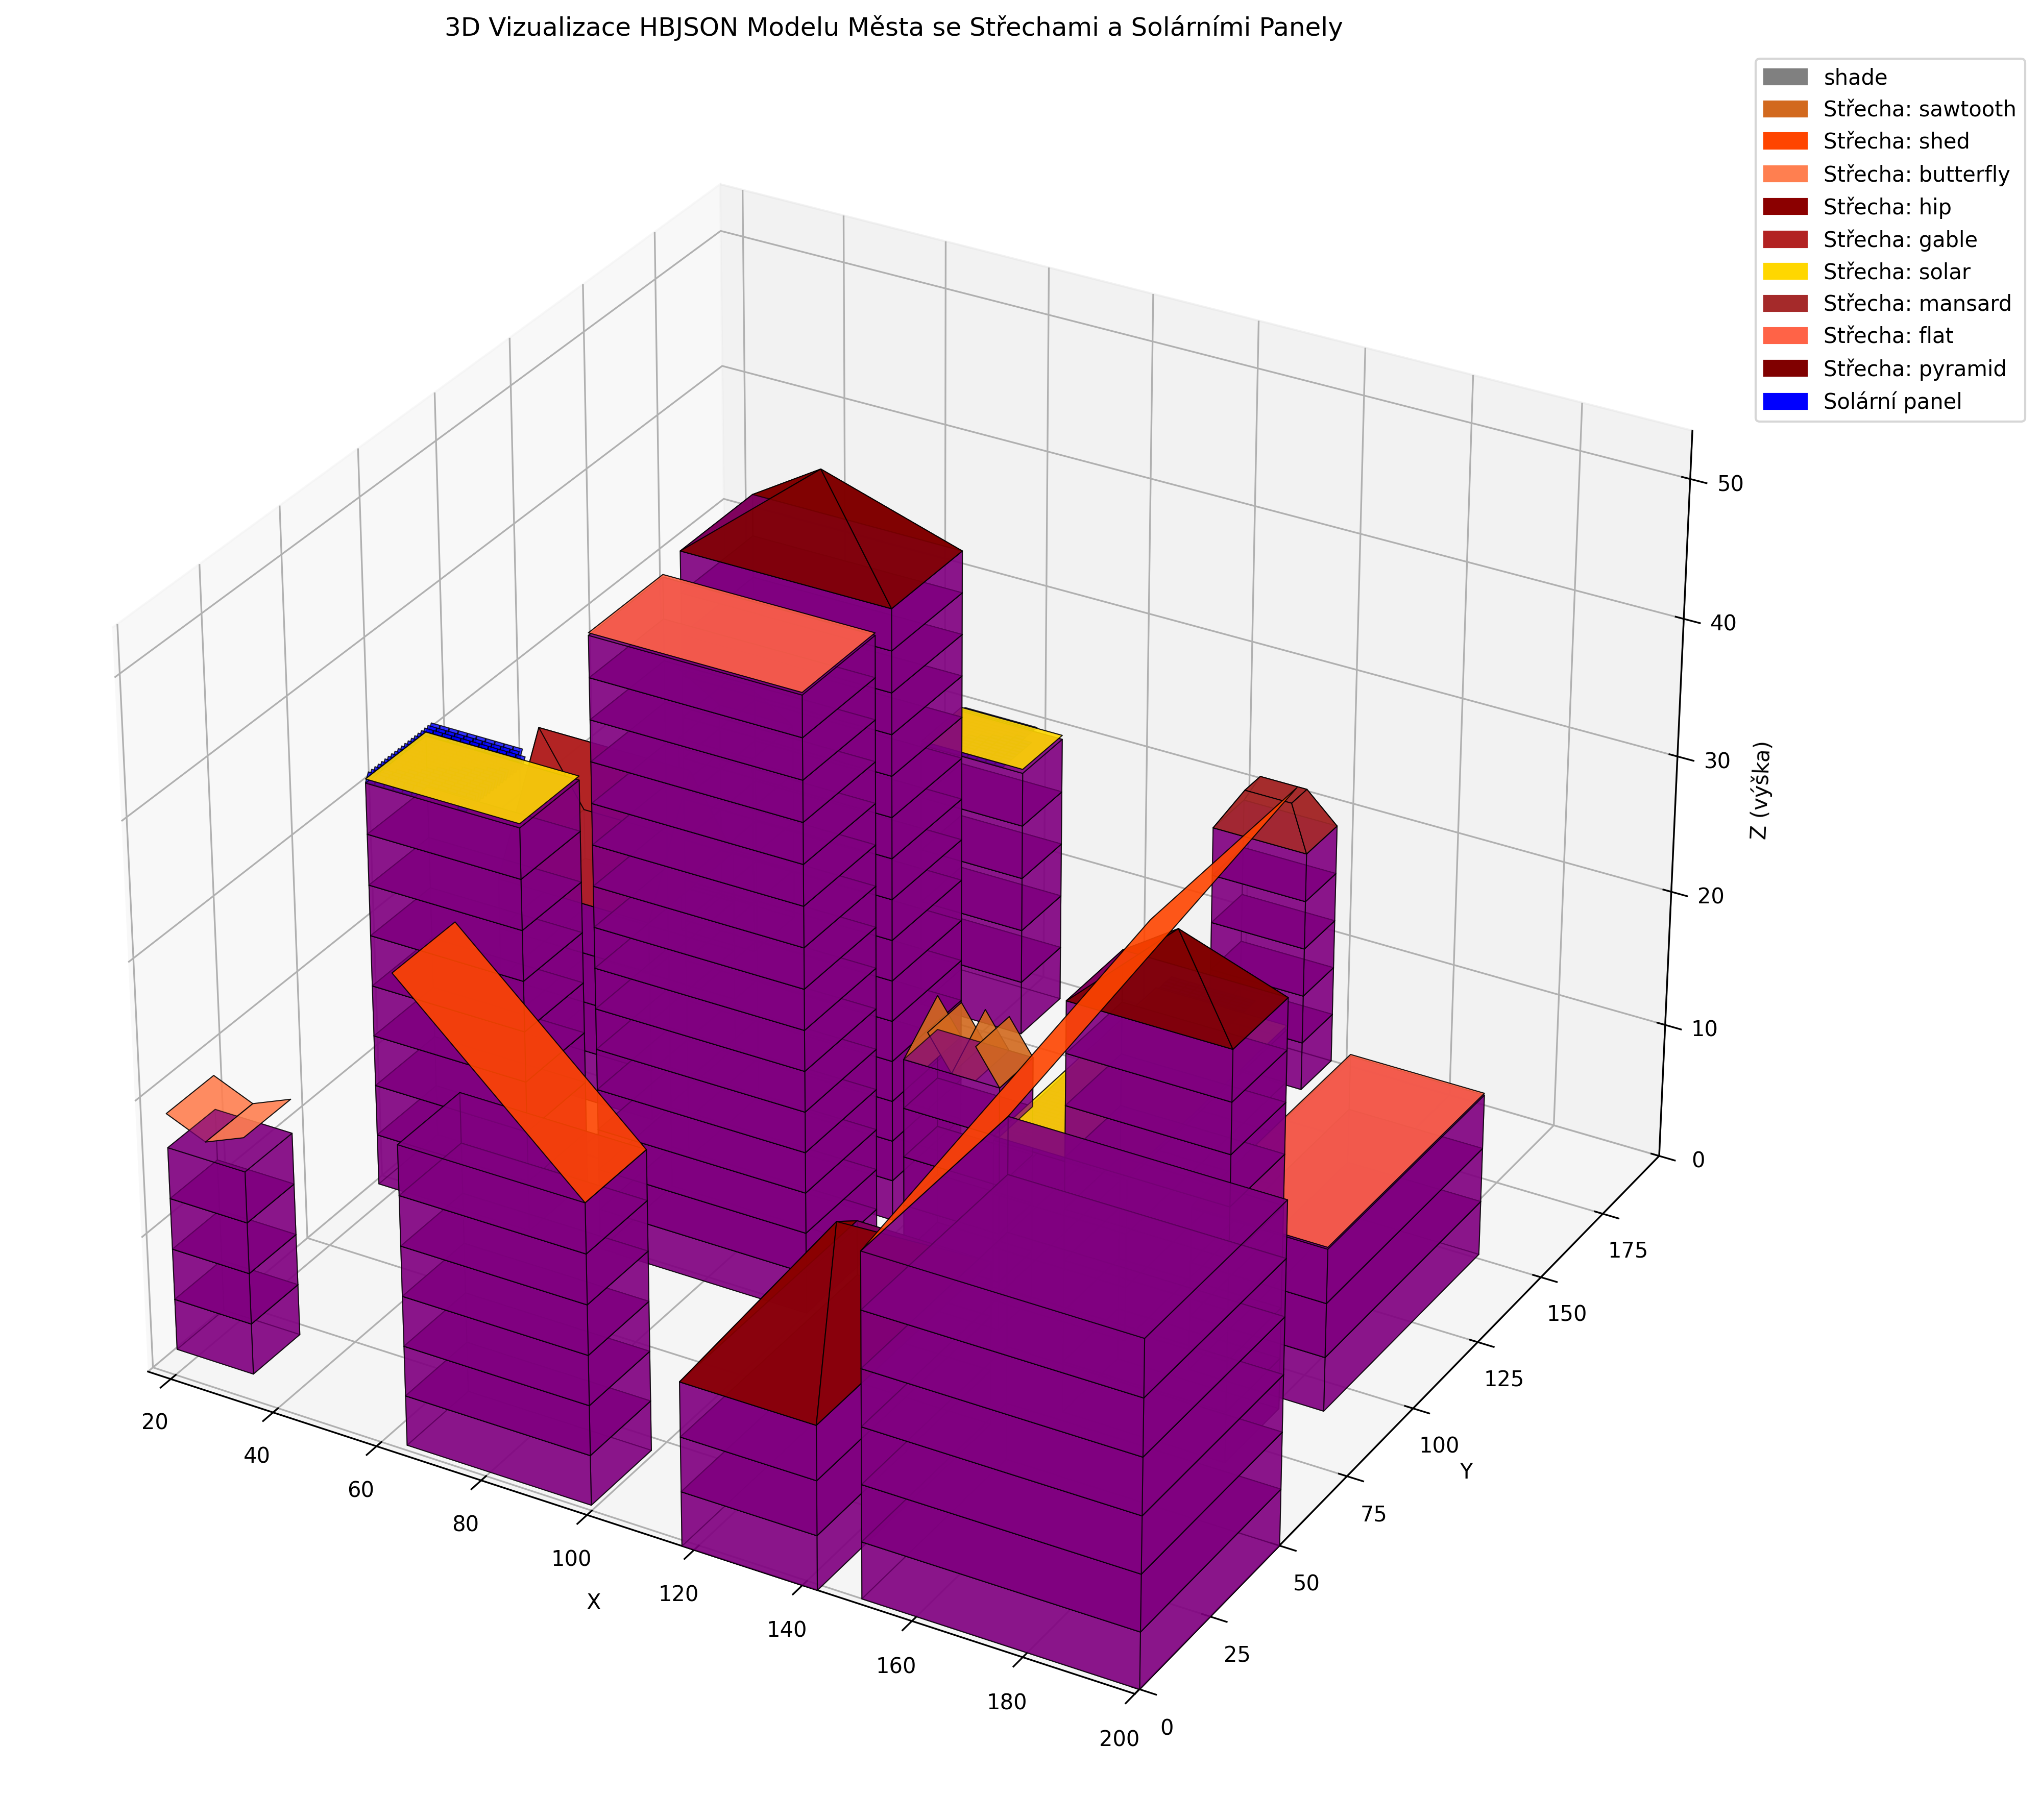 3D Vizualizace HBJSON Modelu Města se Střechami a Solárními Panely
shade
Střecha: sawtooth
Střecha: shed
Střecha: butterfly
Střecha: hip
Střecha: gable
Střecha: solar
Střecha: mansard
Střecha: flat
Střecha: pyramid
Solární panel
50
40
30
20
10
0
Z (výška)
175
150
125
100
75
50
25
0
Y
20
40
60
80
100
120
140
160
180
200
X